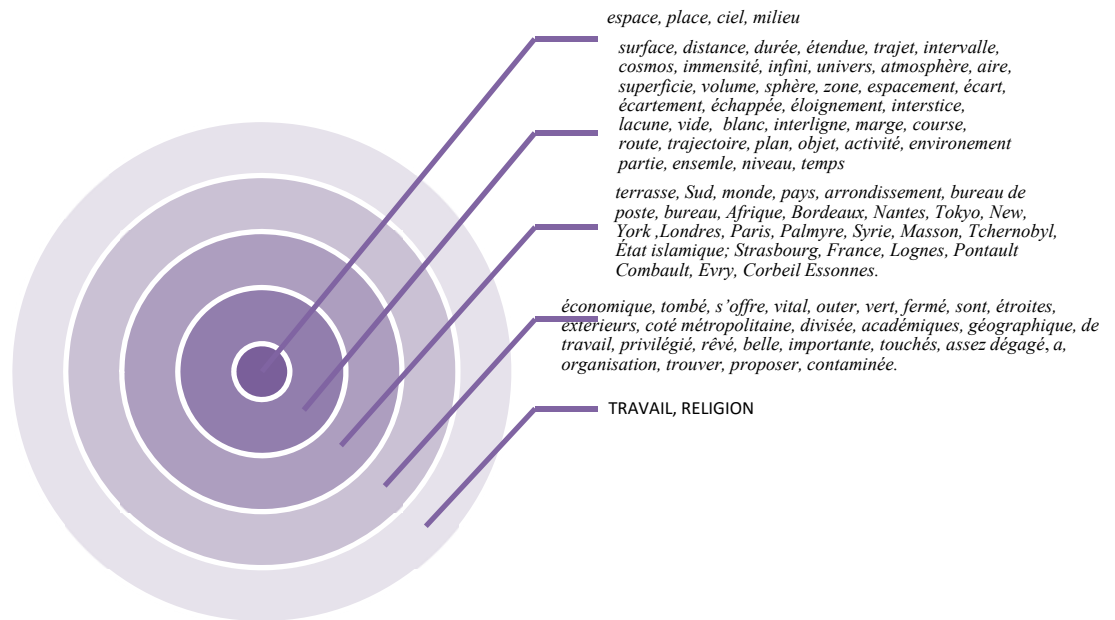 espace, place, ciel, milieu
surface, distance, durée, étendue, trajet, intervalle,
cosmos, immensité, infini, univers, atmosphère, aire,
superficie, volume, sphère, zone, espacement, écart,
écartement, échappée, éloignement, interstice,
lacune, vide, blanc, interligne, marge, course,
route, trajectoire, plan, objet, activité, environement
partie, ensemle, niveau, temps
terrasse, Sud, monde, pays, arrondissement, bureau de
poste, bureau, Afrique, Bordeaux, Nantes, Tokyo, New,
York ,Londres, Paris, Palmyre, Syrie, Masson, Tchernobyl,
État islamique; Strasbourg, France, Lognes, Pontault
Combault, Evry, Corbeil Essonnes.
économique, tombé, s’offre, vital, outer, vert, fermé, sont, étroites,
extérieurs, coté métropolitaine, divisée, académiques, géographique, de
travail, privilégié, rêvé, belle, importante, touchés, assez dégagé, a,
organisation, trouver, proposer, contaminée.
TRAVAIL, RELIGION